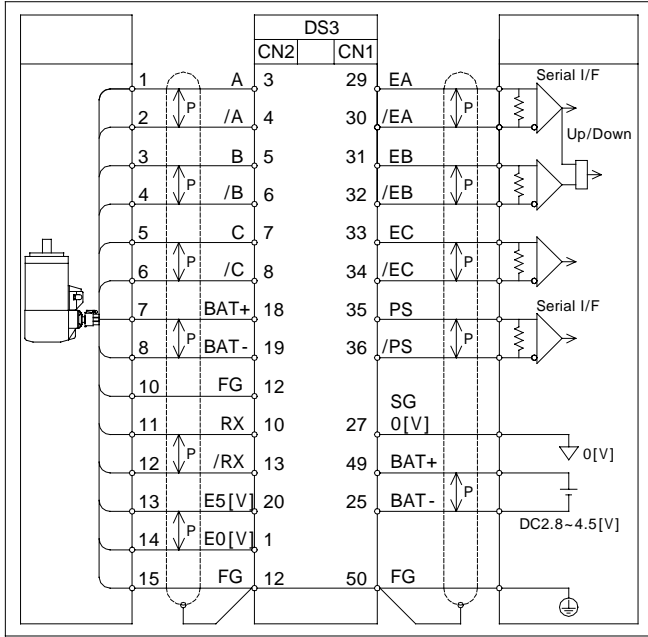 DS3
CN2 CN1
1 A 3 29 EA Serial I/F
P P
2 /A 4 30 /EA
Up/Down
3 B 5 31 EB
P P
4 /B 6 32 /EB
5 C 7 33 EC
P P
6 /C 8 34 /EC
7 BAT+ 18 35 PS Serial I/F
P P
8 BAT- 19 36 /PS
10 FG 12
SG
11 RX 10 27 0[V]
P 0[V]
12 /RX 13 49 BAT+
P
13 E5[V] 20 25 BAT-
P DC2.8~4.5[V]
14 E0[V] 1
15 FG 12 50 FG